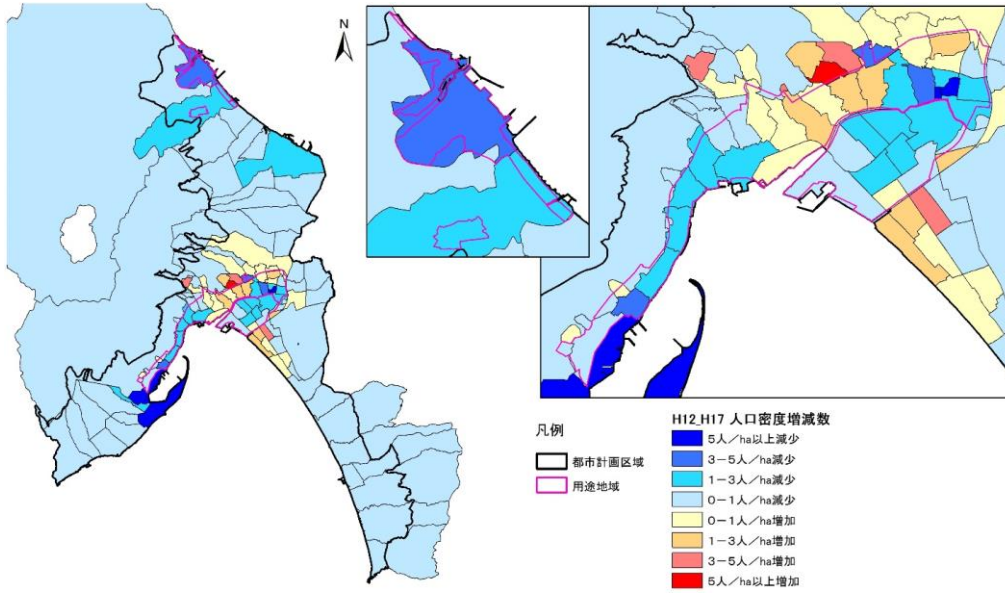 N
凡例
都市計画区域
用途地域
H12_H17 人口密度増減数
5人/ha以上減少
3-5人/ha減少
1-3人/ha減少
0-1人/ha減少
0-1人/ha増加
1-3人/ha増加
3-5人/ha増加
5人/ha以上増加